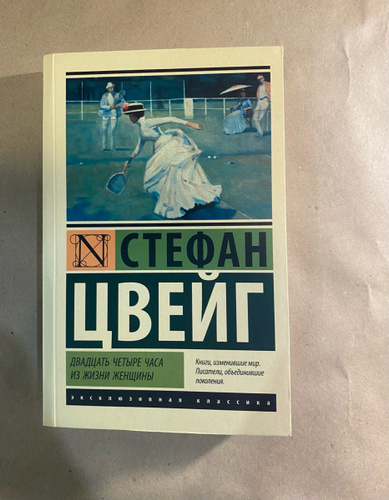 N СТЕФАН
ЦВЕЙГ
ДВАДЦАТЬ ЧЕТЫРЕ ЧАСА
ИЗ ЖИЗНИ ЖЕНЩИНЫ
Книги, изменившие мир.
Писатели, объединившие
поколения.
эксклюзивная классика